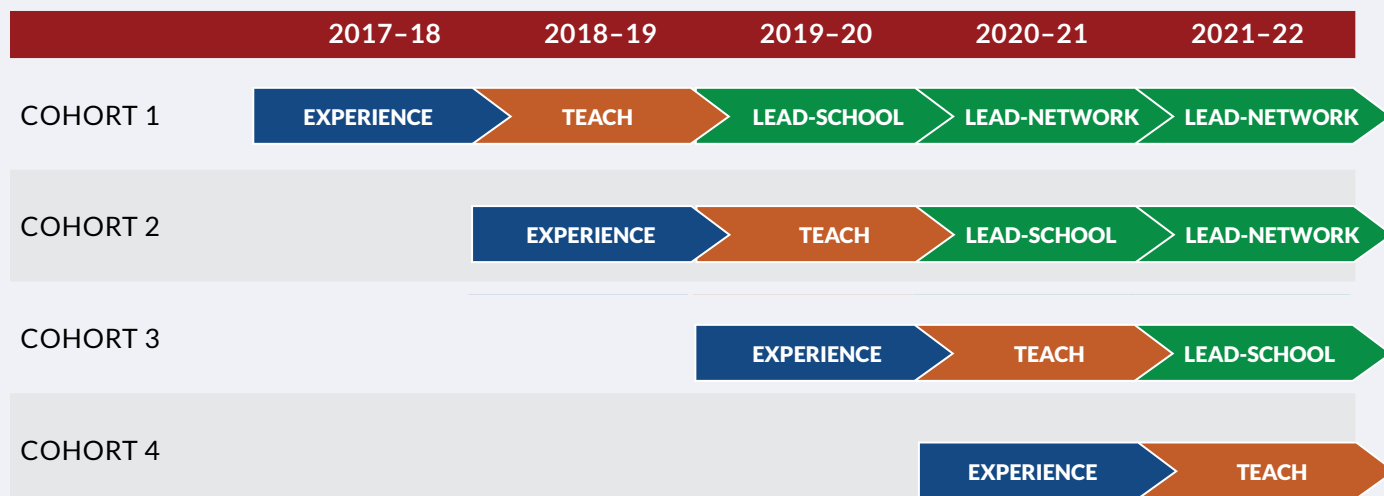 2017–18 2018–19 2019–20 2020–21 2021–22
COHORT 1 EXPERIENCE TEACH LEAD-SCHOOL LEAD-NETWORK LEAD-NETWORK
COHORT 2 EXPERIENCE TEACH LEAD-SCHOOL LEAD-NETWORK
COHORT 3 EXPERIENCE TEACH LEAD-SCHOOL
COHORT 4 EXPERIENCE TEACH